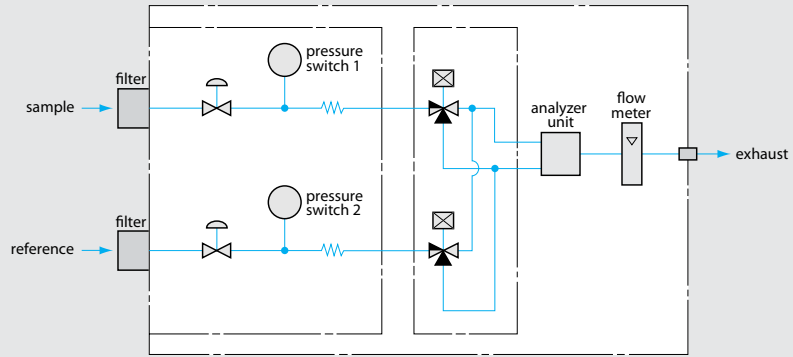 pressure
switch 1
filter
sample
analyzer
unit
flow
meter
exhaust
pressure
switch 2
filter
reference